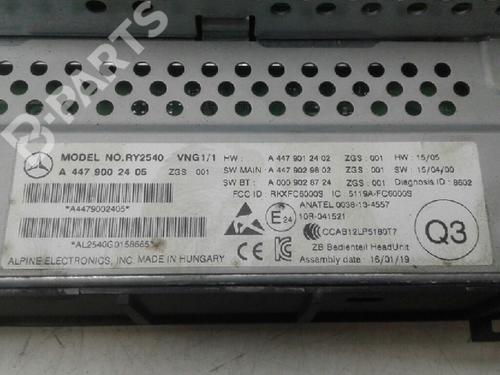 B-PARTS
MODEL NO.RY2540 VNG1/1 HW : A 447 901 24 02 ZGS : 001 HW : 15/05
A 447 900 24 05 ZGS 001 SW MAIN : A 447 902 98 02 ZGS : 001 SW : 15/04/00
SW BT : A 000 902 87 24 ZGS : 001 Diagnosis ID : 8602
FCC ID : RKXFC6000S IC : 5119A-FC6000S
*A4479002405* ANATEL 0038-13-4557
E24 10R-041521
CCAB12LP5180T7 Q3
*AL2540G0158665* ZB Bedienteil HeadUnit
ALPINE ELECTRONICS, INC. MADE IN HUNGARY Assembly date : 16/01/19